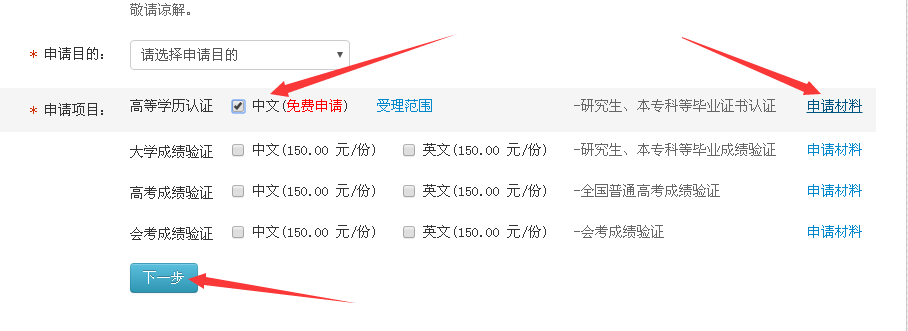 敬请谅解。
* 申请目的： 请选择申请目的
* 申请项目： 高等学历认证 中文(免费申请) 受理范围 -研究生、本专科等毕业证书认证 申请材料
大学成绩验证 中文(150.00 元/份) 英文(150.00 元/份) -研究生、本专科等毕业成绩验证 申请材料
高考成绩验证 中文(150.00 元/份) 英文(150.00 元/份) -全国普通高考成绩验证 申请材料
会考成绩验证 中文(150.00 元/份) 英文(150.00 元/份) -会考成绩验证 申请材料
下一步